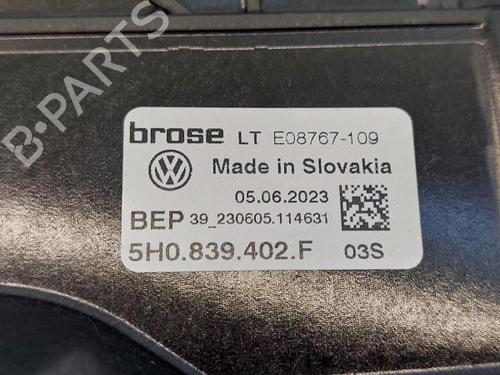 B-PARTS
brose LT E08767-109
Made in Slovakia
05.06.2023
BEP 39_230605.114631
5H0.839.402.F 03S